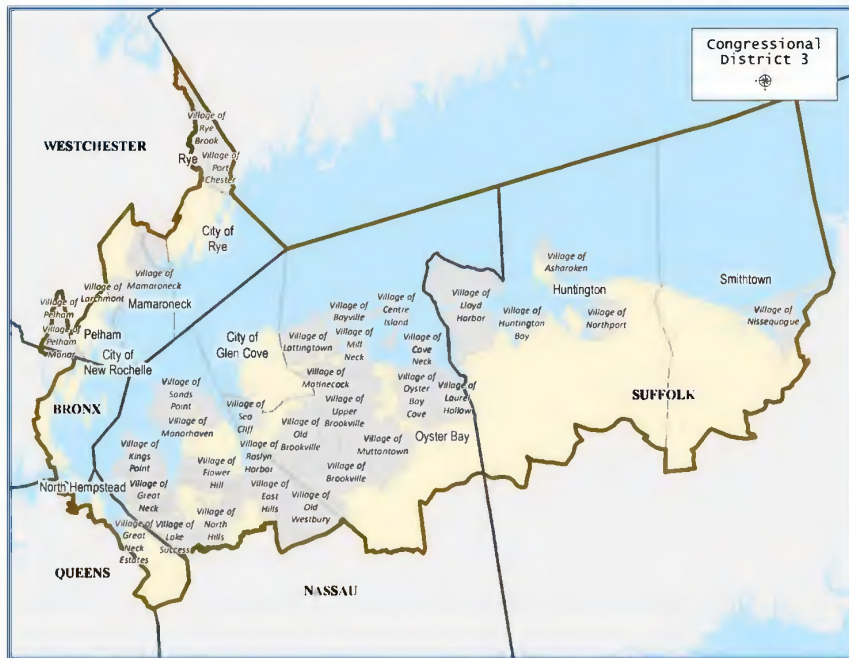 Congressional
District 3
WESTCHESTER
Village of
Rye
Brook
Rye
Village of
Port
Chester
City of
Rye
Village of
Mamaroneck
Village of
Larchmont
Mamaroneck
Village of
Pelham
Pelham
Village of
Pelham
Manor
City of
New Rochelle
BRONX
Village of
Asharoken
Huntington
Smithtown
Village of
Lloyd
Harbor
Village of
Huntington
Bay
Village of
Northport
Village of
Nissequogue
SUFFOLK
Village of
Centre
Island
Village of
Bayville
Village of
Mill
Neck
City of
Glen Cove
Village of
Lattingtown
Village of
Cove
Neck
Village of
Matinecock
Village of
Oyster
Bay
Cove
Village of
Laurel
Hollow
Village of
Sands
Point
Village of
Sea
Cliff
Village of
Upper
Brookville
Village of
Manorhaven
Village of
Old
Brookville
Oyster Bay
Village of
Muttontown
Village of
Kings
Point
Village of
Roslyn
Harbor
Village of
Flower
Hill
Village of
Brookville
North Hempstead
Village of
Great
Neck
Village of
East
Hills
Village of
Old
Westbury
Village of
North
Hills
Village of
Great
Neck
Estates
Village of
Lake
Success
QUEENS
NASSAU